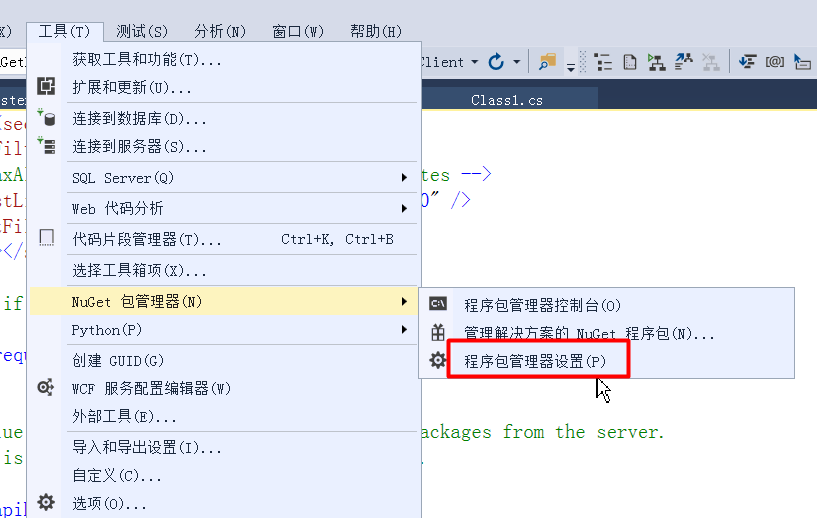 工具(T) 测试(S) 分析(N) 窗口(W) 帮助(H)
获取工具和功能(T)...
Client
扩展和更新(U)...
Class1.cs
连接到数据库(D)...
连接到服务器(S)...
SQL Server(Q)
-->
Web 代码分析
0" />
代码片段管理器(T)... Ctrl+K, Ctrl+B
选择工具箱项(X)...
if
NuGet 包管理器(N)
程序包管理器控制台(O)
Python(P)
管理解决方案的 NuGet 程序包(N)...
创建 GUID(G)
程序包管理器设置(P)
WCF 服务配置编辑器(W)
外部工具(E)...
ackages from the server.
导入和导出设置(I)...
is
自定义(C)...
选项(O)...